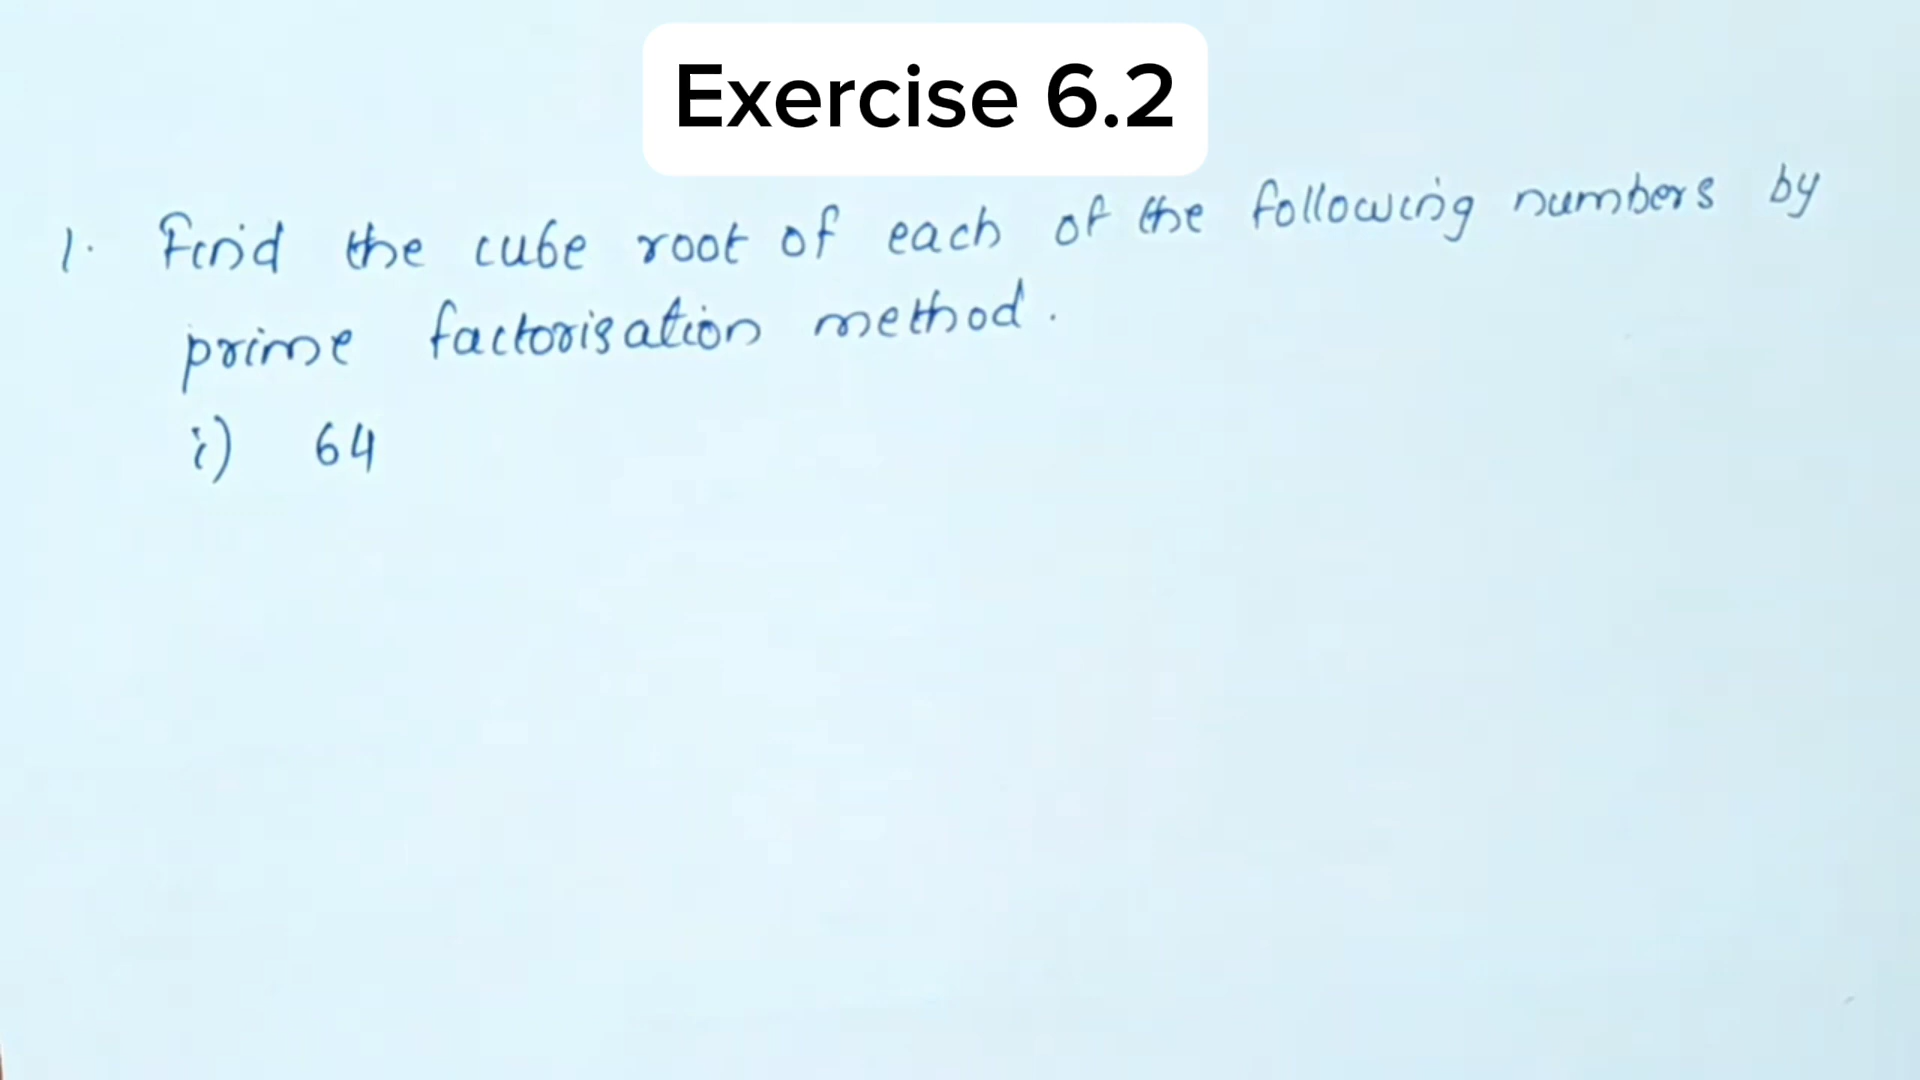 Exercise 6.2
1. Find the cube root of each of the following numbers by
prime factorisation method.
i) 64